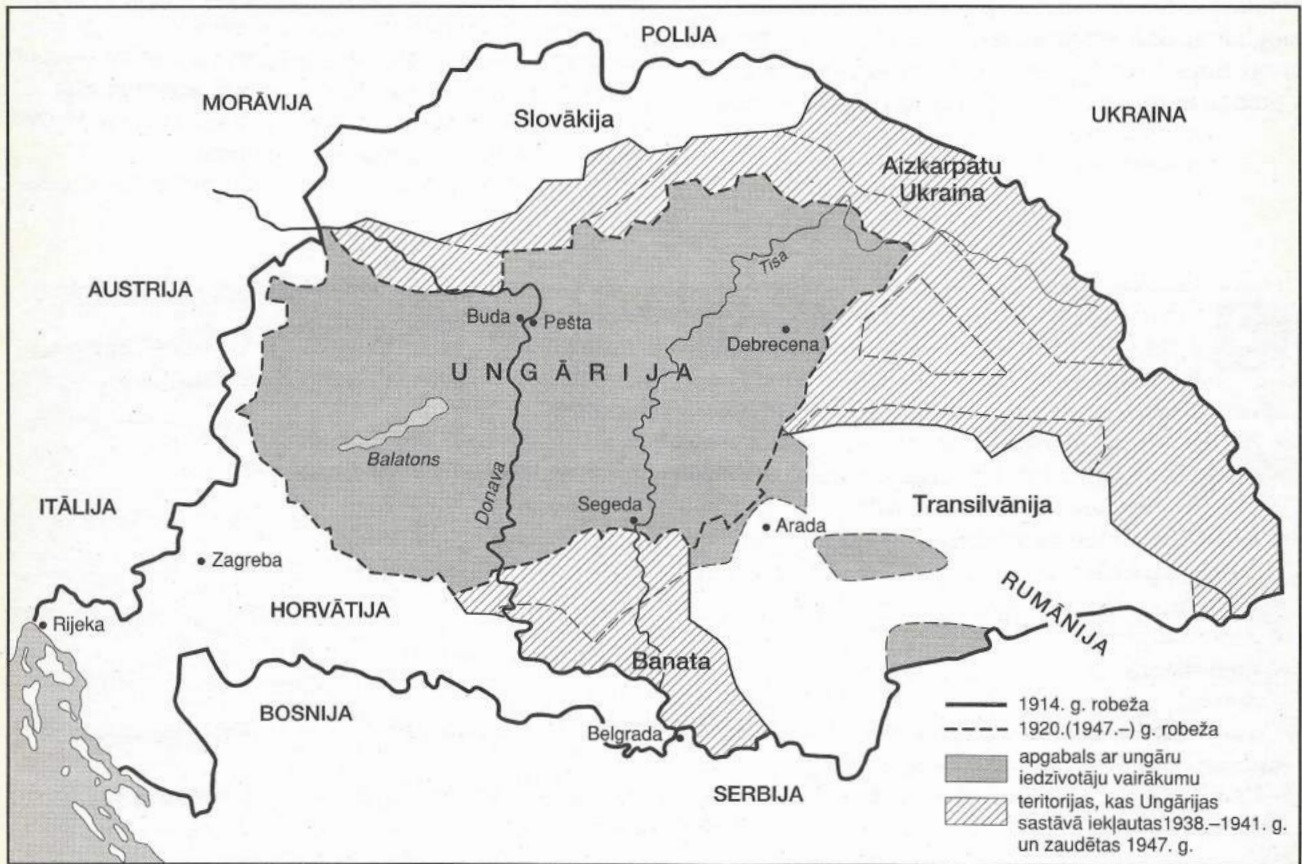 POLIJA
MORĀVIJA
Slovākija
UKRAINA
Aizkarpātu
Ukraina
AUSTRIJA
Tisa
Buda
Pešta
Debrecena
UNGĀRIJA
Balatons
Donava
ITĀLIJA
Segeda
Arada
Transilvānija
Zagreba
HORVĀTIJA
RUMĀNIJA
Rijeka
Banata
BOSNIJA
Belgrada
SERBIJA
1914. g. robeža
1920.(1947.–) g. robeža
apgabals ar ungāru
iedzīvotāju vairākumu
teritorijas, kas Ungārijas
sastāvā iekļautas1938.–1941. g.
un zaudētas 1947. g.